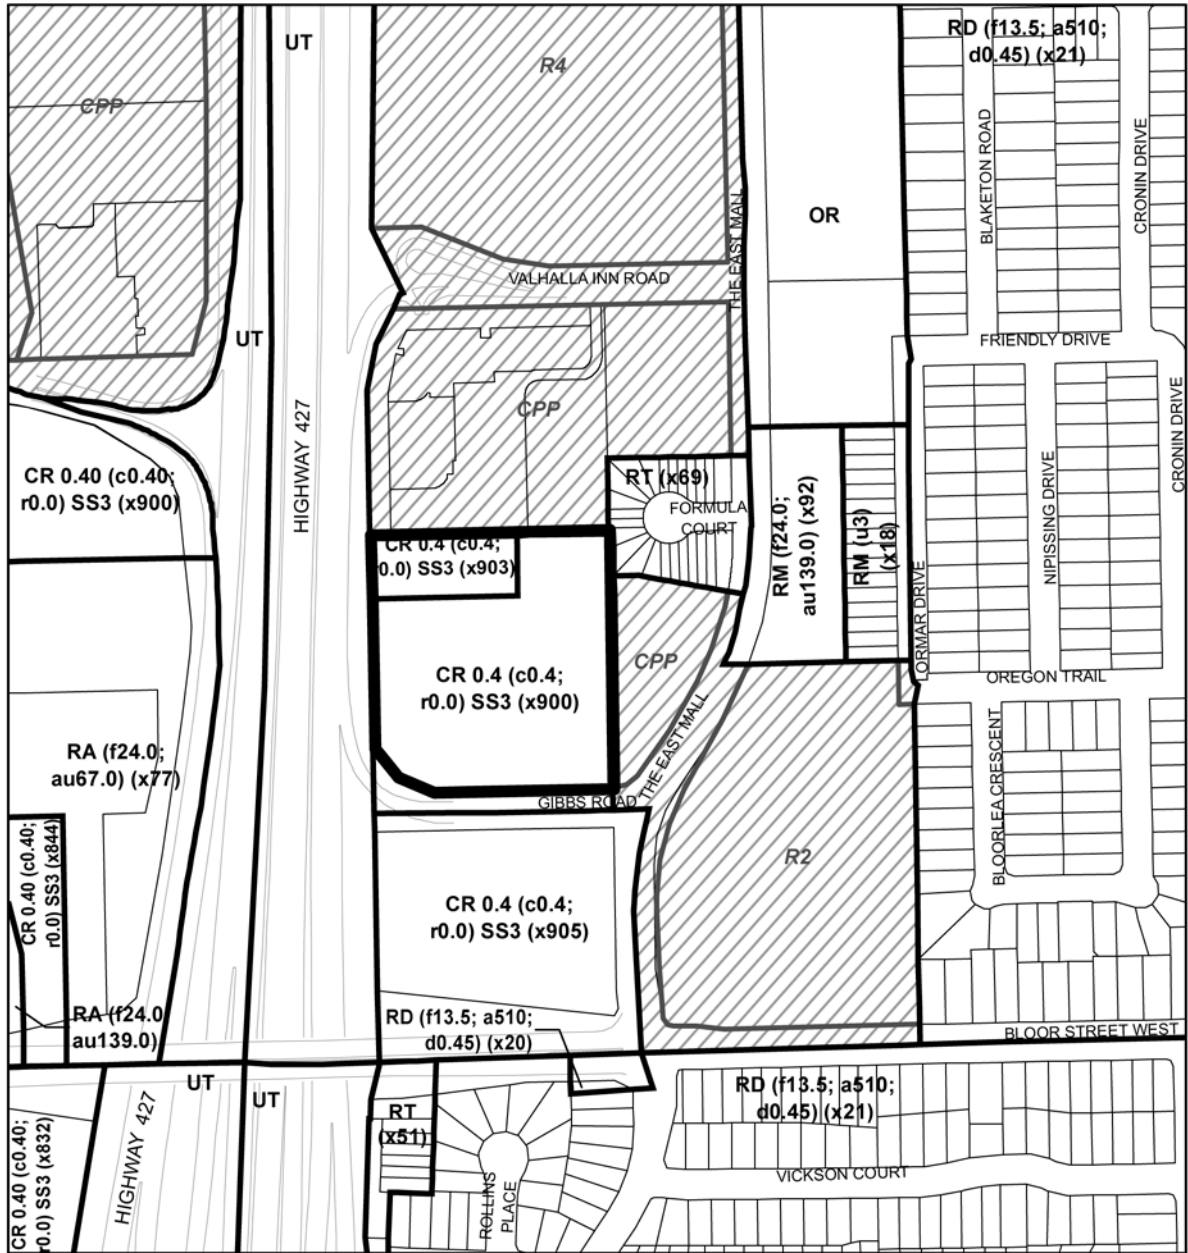 UT
R4
RD (f13.5; a510;
d0.45) (x21)
CPP
BLAKETON ROAD
CRONIN DRIVE
OR
THE EAST MALL
VALHALLA INN ROAD
UT
FRIENDLY DRIVE
HIGHWAY 427
CPP
CRONIN DRIVE
CR 0.40 (c0.40;
r0.0) SS3 (x900)
RT (x69)
FORMULA
COURT
RM (f24.0;
au139.0) (x92)
RM (u3)
(x18)
NIPISSING DRIVE
CR 0.4 (c0.4;
r0.0) SS3 (x903)
LORMAR DRIVE
CPP
CR 0.4 (c0.4;
r0.0) SS3 (x900)
OREGON TRAIL
THE EAST MALL
RA (f24.0;
au67.0) (x77)
BLOORLEA CRESCENT
GIBBS ROAD
CR 0.40 (c0.40;
r0.0) SS3 (x844)
R2
CR 0.4 (c0.4;
r0.0) SS3 (x905)
RA (f24.0
au139.0)
RD (f13.5; a510;
d0.45) (x20)
BLOOR STREET WEST
UT
UT
RD (f13.5; a510;
d0.45) (x21)
RT
(x51)
HIGHWAY 427
CR 0.40 (c0.40;
r0.0) SS3 (x832)
ROLLINS
PLACE
VICKSON COURT